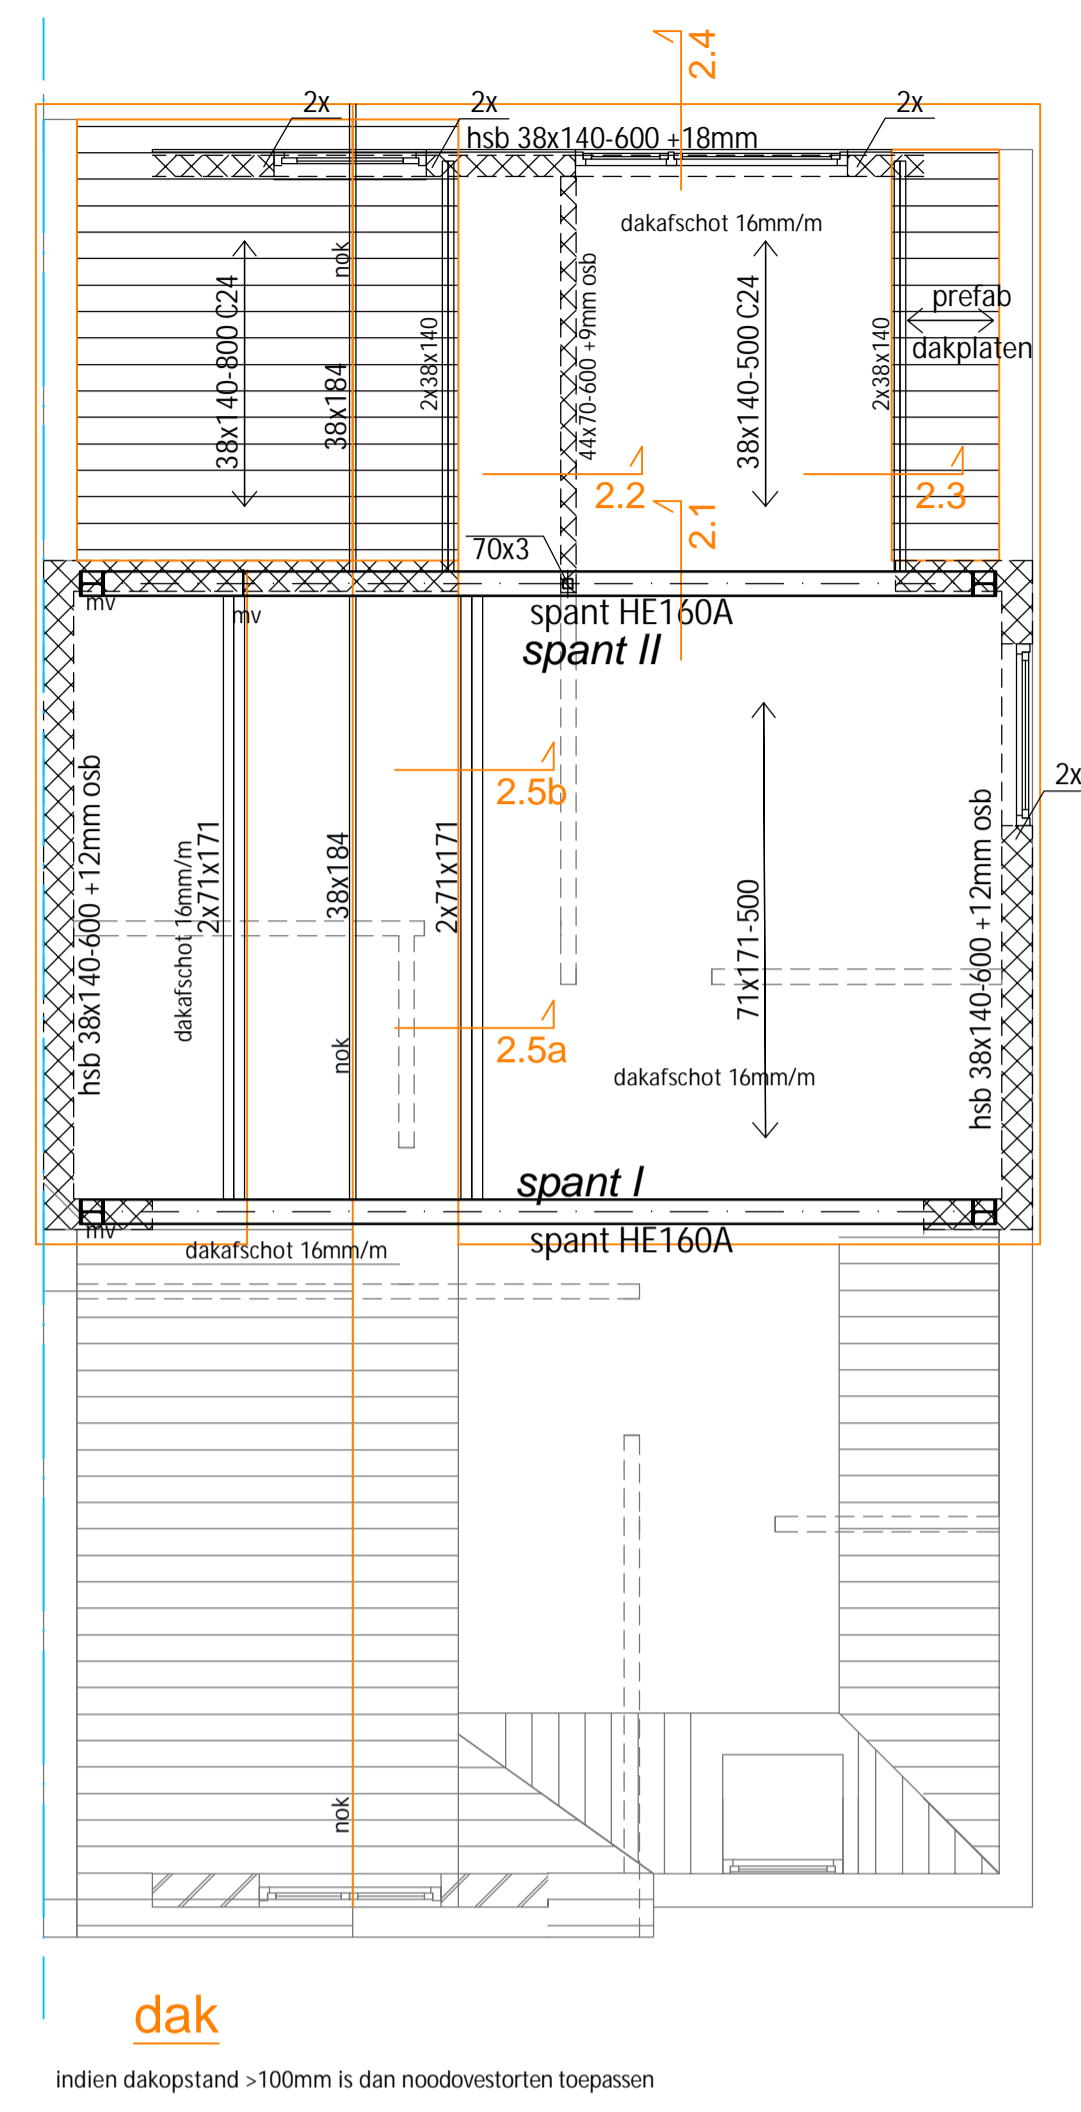 2.4
2x
2x
2x
hsb 38x140-600 +18mm
dakafschot 16mm/m
nok
38x140-800 C24
38x184
2x38x140
44x70-600 +9mm osb
38x140-500 C24
2x38x140
prefab
dakplaten
2.2
2.1
2.3
70x3
mv
mv
spant HE160A
spant II
2.5b
2x
hsb 38x140-600 +12mm osb
dakafschot 16mm/m
2x71x171
38x184
2x71x171
71x171-500
hsb 38x140-600 +12mm osb
nok
2.5a
dakafschot 16mm/m
spant I
mv
dakafschot 16mm/m
spant HE160A
nok
dak
indien dakopstand >100mm is dan noodovestorten toepassen